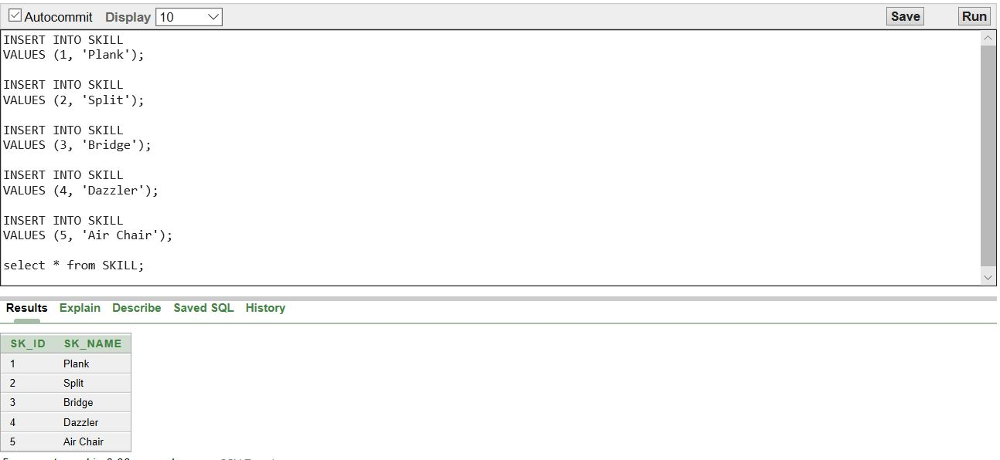 Autocommit Display 10 Save Run
INSERT INTO SKILL
VALUES (1, 'Plank');
INSERT INTO SKILL
VALUES (2, 'Split');
INSERT INTO SKILL
VALUES (3, 'Bridge');
INSERT INTO SKILL
VALUES (4, 'Dazzler');
INSERT INTO SKILL
VALUES (5, 'Air Chair');
select * from SKILL;
Results Explain Describe Saved SQL History
SK_ID SK_NAME
1 Plank
2 Split
3 Bridge
4 Dazzler
5 Air Chair